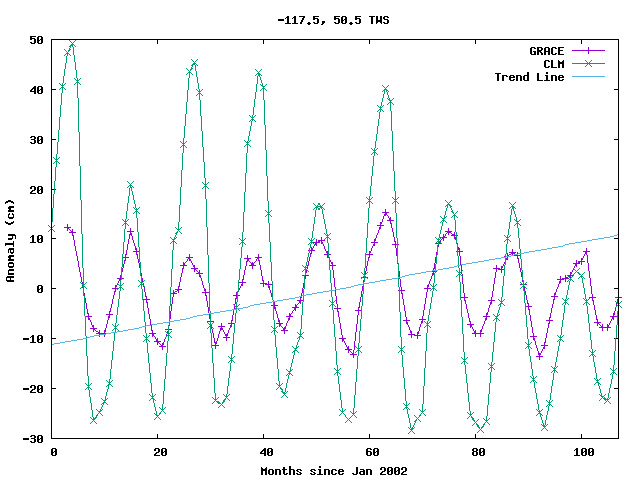 -117.5, 50.5 TWS
GRACE
CLM
Trend Line
50
40
30
20
10
0
-10
-20
-30
Anomaly (cm)
0 20 40 60 80 100
Months since Jan 2002